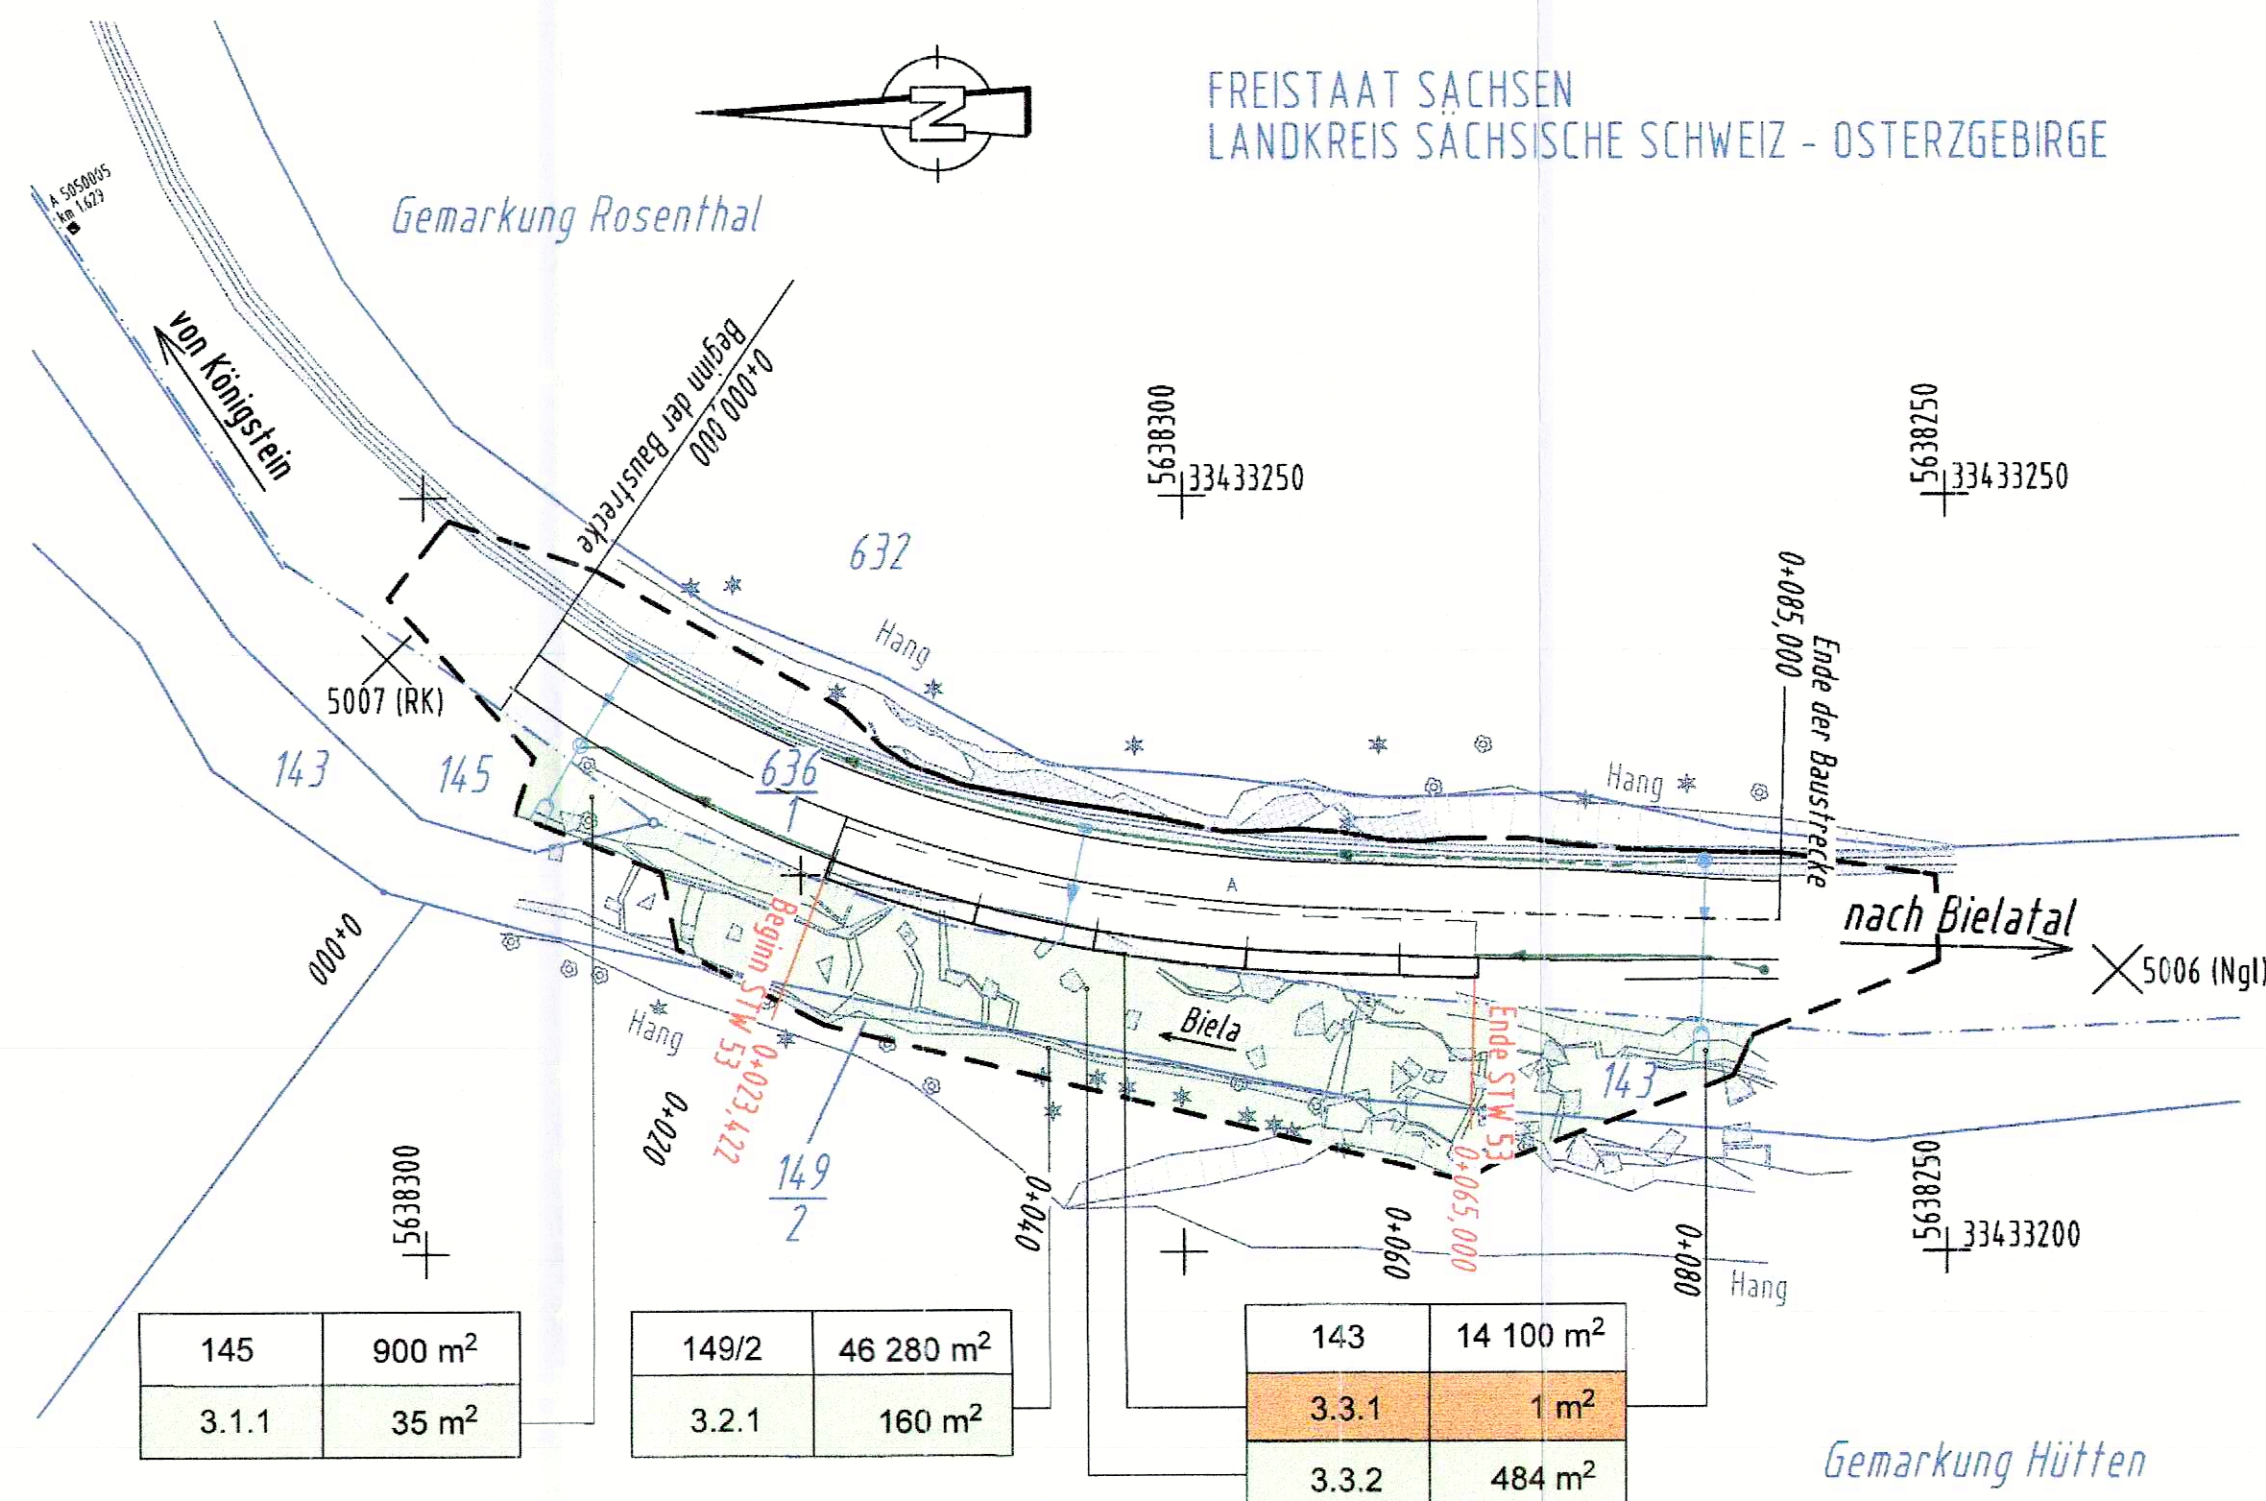 FREISTAAT SACHSEN
LANDKREIS SÄCHSISCHE SCHWEIZ - OSTERZGEBIRGE
N
A 5050005
km 1.629
Gemarkung Rosenthal
von Königstein
Beginn der Baustrecke
0+000,000
5638300
33433250
5638250
33433250
632
Hang
0+085,000
Ende der Baustrecke
5007 (RK)
143
145
636
1
Hang
A
nach Bielatal
5006 (Ngl)
0+000
Beginn STW 53
0+023,422
Hang
Biela
Ende STW 53
0+065,000
143
0+020
149
2
0+040
0+060
0+080
5638300
5638250
33433200
Hang
145 900 m²
3.1.1 35 m²
149/2 46 280 m²
3.2.1 160 m²
143 14 100 m²
3.3.1 1 m²
3.3.2 484 m²
Gemarkung Hütten